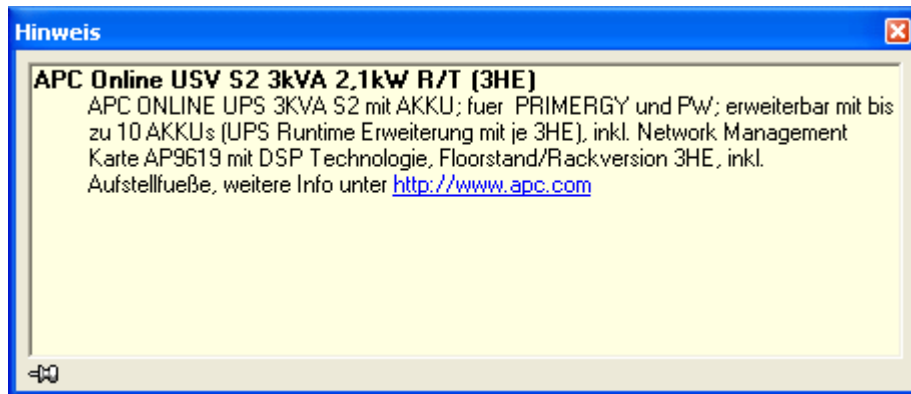 Hinweis
APC Online USV S2 3kVA 2,1kW R/T (3HE)
APC ONLINE UPS 3KVA S2 mit AKKU; fuer PRIMERGY und PW; erweiterbar mit bis
zu 10 AKKUs (UPS Runtime Erweiterung mit je 3HE), inkl. Network Management
Karte AP9619 mit DSP Technologie, Floorstand/Rackversion 3HE, inkl.
Aufstellfueße, weitere Info unter http://www.apc.com